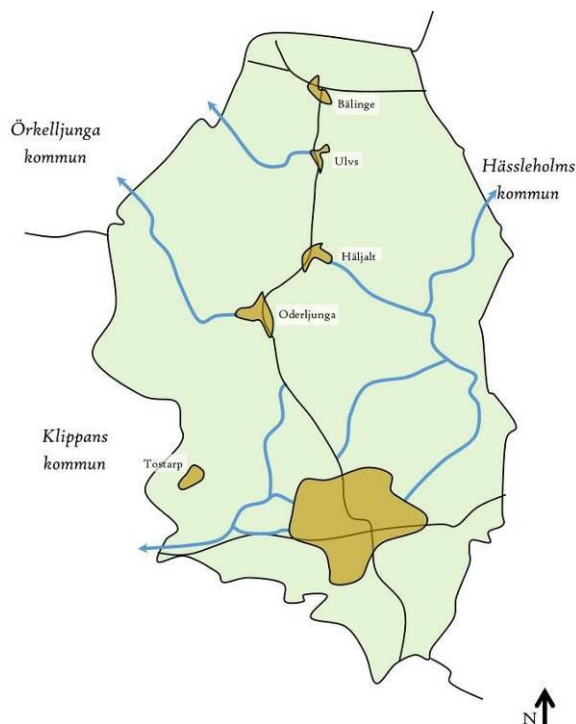 Bälinge
Örkelljunga
kommun
Ulvs
Hässleholms
kommun
Häljalt
Oderljunga
Klippans
kommun
Tostarp
N